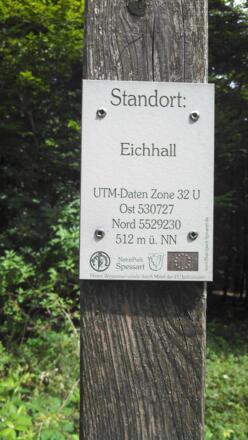 Standort:
Eichhall
UTM-Daten Zone 32 U
Ost 530727
Nord 5529230
512 m ü. NN
NaturPark
Spessart